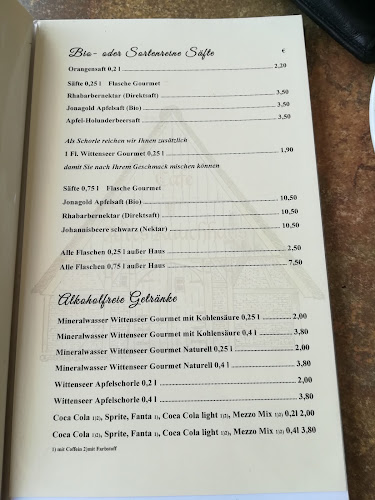 Bio- oder Sortenreine Säfte €
Orangensaft 0,2 l 2,20
Säfte 0,25 l Flasche Gourmet
Rhabarbernektar (Direktsaft) 3,50
Jonagold Apfelsaft (Bio) 3,50
Apfel-Holunderbeersaft 3,50
Als Schorle reichen wir Ihnen zusätzlich
1 Fl. Wittenseer Gourmet 0,25 l 1,90
damit Sie nach Ihrem Geschmack mischen können
Säfte 0,75 l Flasche Gourmet
Jonagold Apfelsaft (Bio) 10,50
Rhabarbernektar (Direktsaft) 10,50
Johannisbeere schwarz (Nektar) 10,50
Alle Flaschen 0,25 l außer Haus 2,50
Alle Flaschen 0,75 l außer Haus 7,50
Alkoholfreie Getränke
Mineralwasser Wittenseer Gourmet mit Kohlensäure 0,25 l 2,00
Mineralwasser Wittenseer Gourmet mit Kohlensäure 0,4 l 3,80
Mineralwasser Wittenseer Gourmet Naturell 0,25 l 2,00
Mineralwasser Wittenseer Gourmet Naturell 0,4 l 3,80
Wittenseer Apfelschorle 0,2 l 2,00
Wittenseer Apfelschorle 0,4 l 3,80
Coca Cola 1)2), Sprite, Fanta 1), Coca Cola light 1)2), Mezzo Mix 1)2) 0,2l 2,00
Coca Cola 1)2), Sprite, Fanta 1), Coca Cola light 1)2), Mezzo Mix 1)2) 0,4l 3,80
1) mit Coffein 2)mit Farbstoff